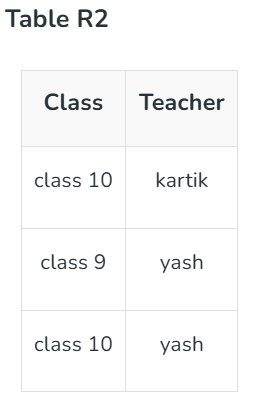 Table R2
Class Teacher
class 10 kartik
class 9 yash
class 10 yash